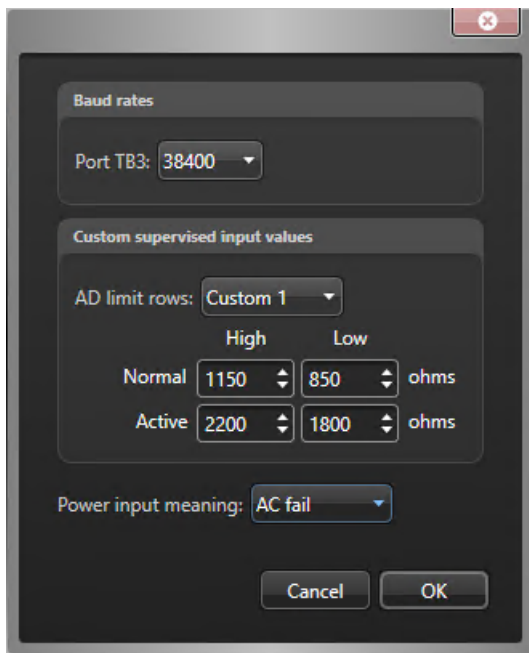 Baud rates
Port TB3: 38400
Custom supervised input values
AD limit rows: Custom 1
High Low
Normal 1150 850 ohms
Active 2200 1800 ohms
Power input meaning: AC fail
Cancel OK